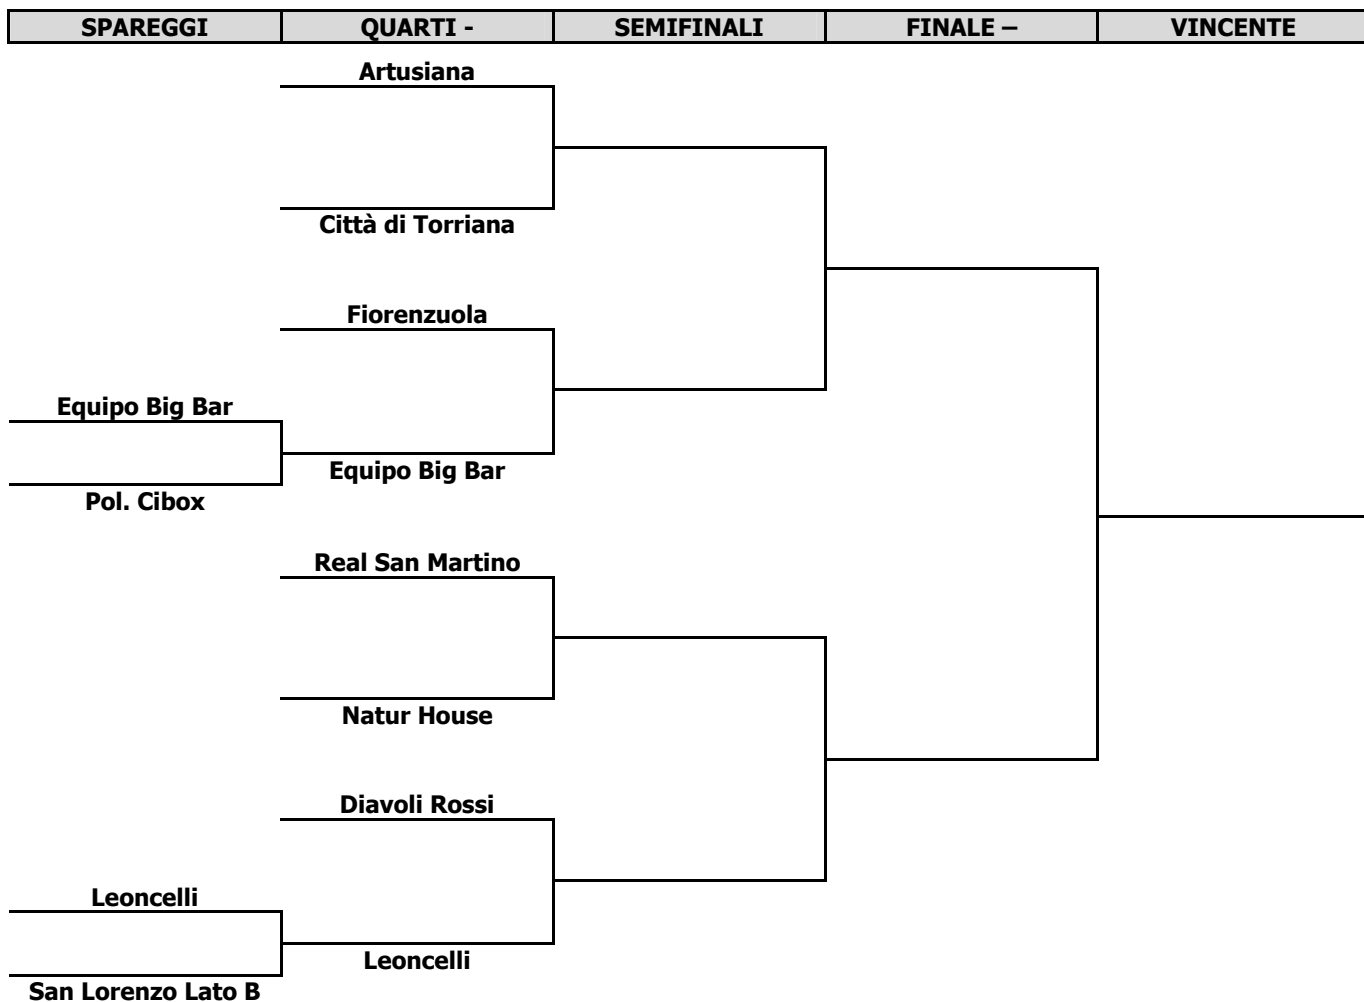 SPAREGGI QUARTI - SEMIFINALI FINALE – VINCENTE
Artusiana
Città di Torriana
Fiorenzuola
Equipo Big Bar
Equipo Big Bar
Pol. Cibox
Real San Martino
Natur House
Diavoli Rossi
Leoncelli
Leoncelli
San Lorenzo Lato B